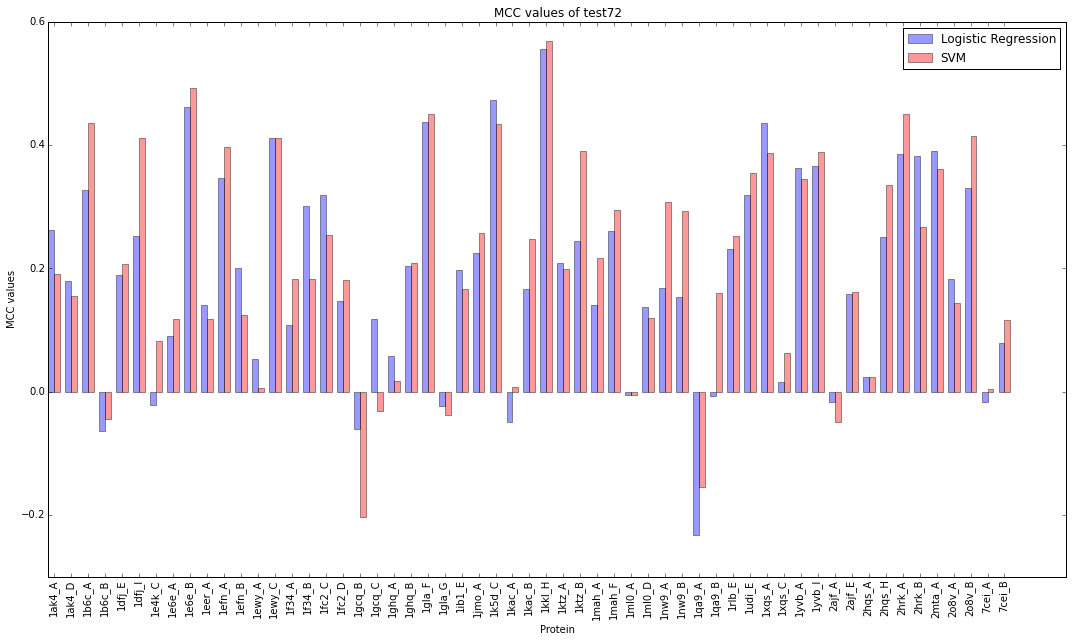 MCC values of test72
Logistic Regression
SVM
MCC values
0.6
0.4
0.2
0.0
−0.2
1ak4_A
1ak4_D
1b6c_A
1b6c_B
1dfj_E
1dfj_I
1e4k_C
1e6e_A
1e6e_B
1eer_A
1efn_A
1efn_B
1ewy_A
1ewy_C
1f34_A
1f34_B
1fc2_C
1fc2_D
1gcq_B
1gcq_C
1ghq_A
1ghq_B
1gla_F
1gla_G
1ib1_E
1jmo_A
1k5d_C
1kac_A
1kac_B
1kkl_H
1ktz_A
1ktz_B
1mah_A
1mah_F
1ml0_A
1ml0_D
1nw9_A
1nw9_B
1qa9_A
1qa9_B
1rlb_E
1udi_E
1xqs_A
1xqs_C
1yvb_A
1yvb_I
2ajf_A
2ajf_E
2hqs_A
2hqs_H
2hrk_A
2hrk_B
2mta_A
2o8v_A
2o8v_B
7cei_A
7cei_B
Protein